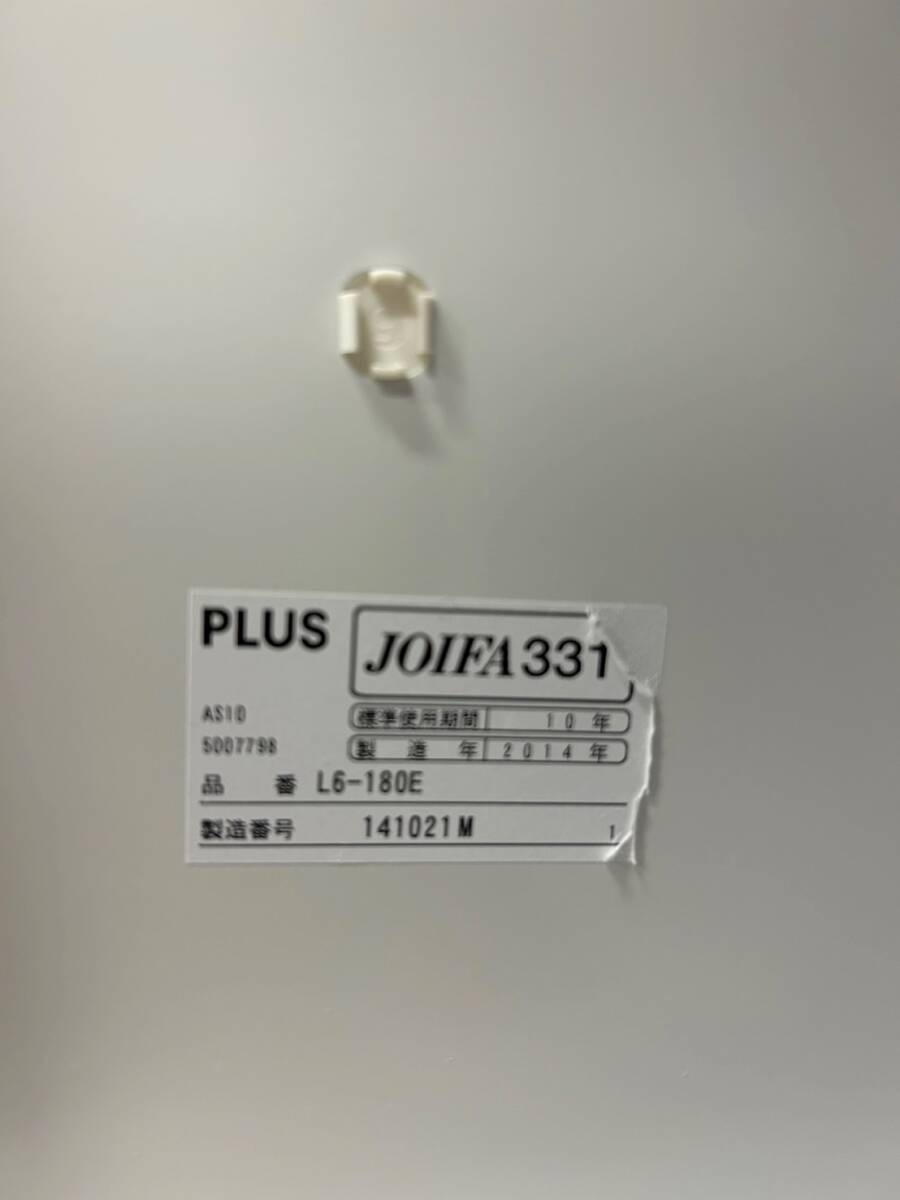 PLUS
JOIFA331
AS10
標準使用期間 10年
5007798
製造年 2014年
品番 L6-180E
製造番号 141021M 1